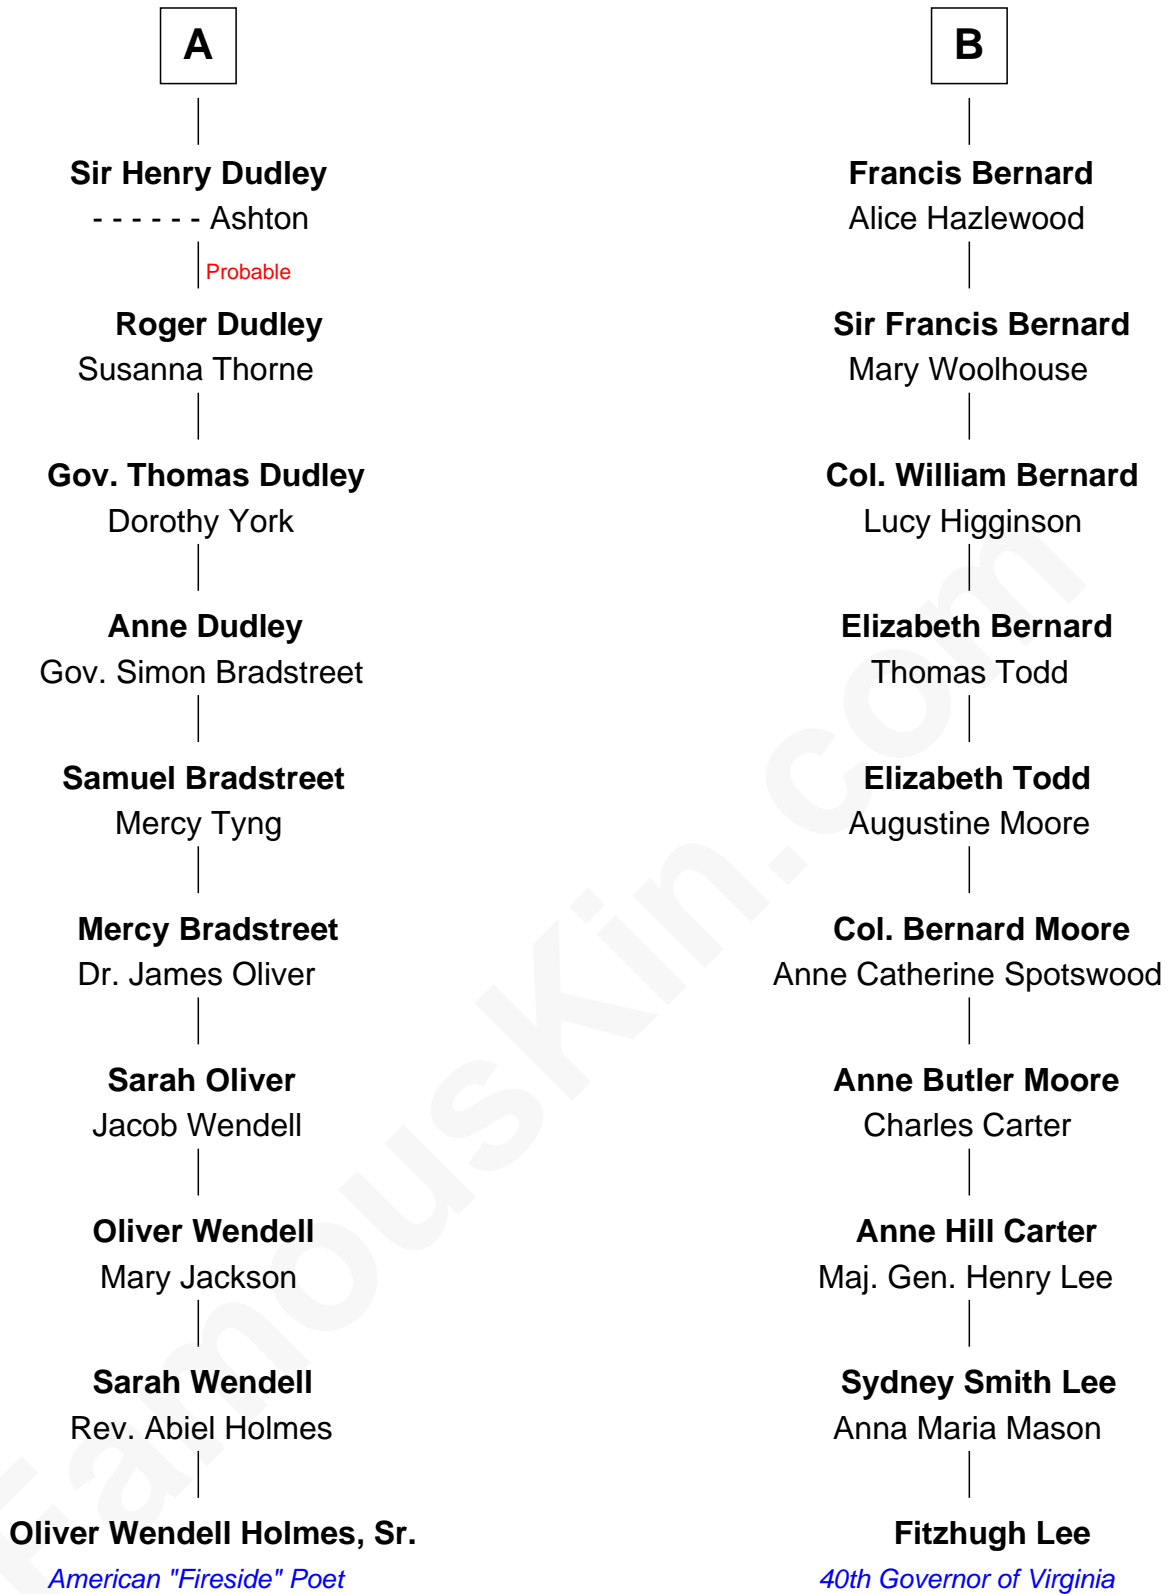 A
Sir Henry Dudley
- - - - - - Ashton
Probable
Roger Dudley
Susanna Thorne
Gov. Thomas Dudley
Dorothy York
Anne Dudley
Gov. Simon Bradstreet
Samuel Bradstreet
Mercy Tyng
Mercy Bradstreet
Dr. James Oliver
Sarah Oliver
Jacob Wendell
Oliver Wendell
Mary Jackson
Sarah Wendell
Rev. Abiel Holmes
Oliver Wendell Holmes, Sr.
American "Fireside" Poet
B
Francis Bernard
Alice Hazlewood
Sir Francis Bernard
Mary Woolhouse
Col. William Bernard
Lucy Higginson
Elizabeth Bernard
Thomas Todd
Elizabeth Todd
Augustine Moore
Col. Bernard Moore
Anne Catherine Spotswood
Anne Butler Moore
Charles Carter
Anne Hill Carter
Maj. Gen. Henry Lee
Sydney Smith Lee
Anna Maria Mason
Fitzhugh Lee
40th Governor of Virginia
FamousKin.com